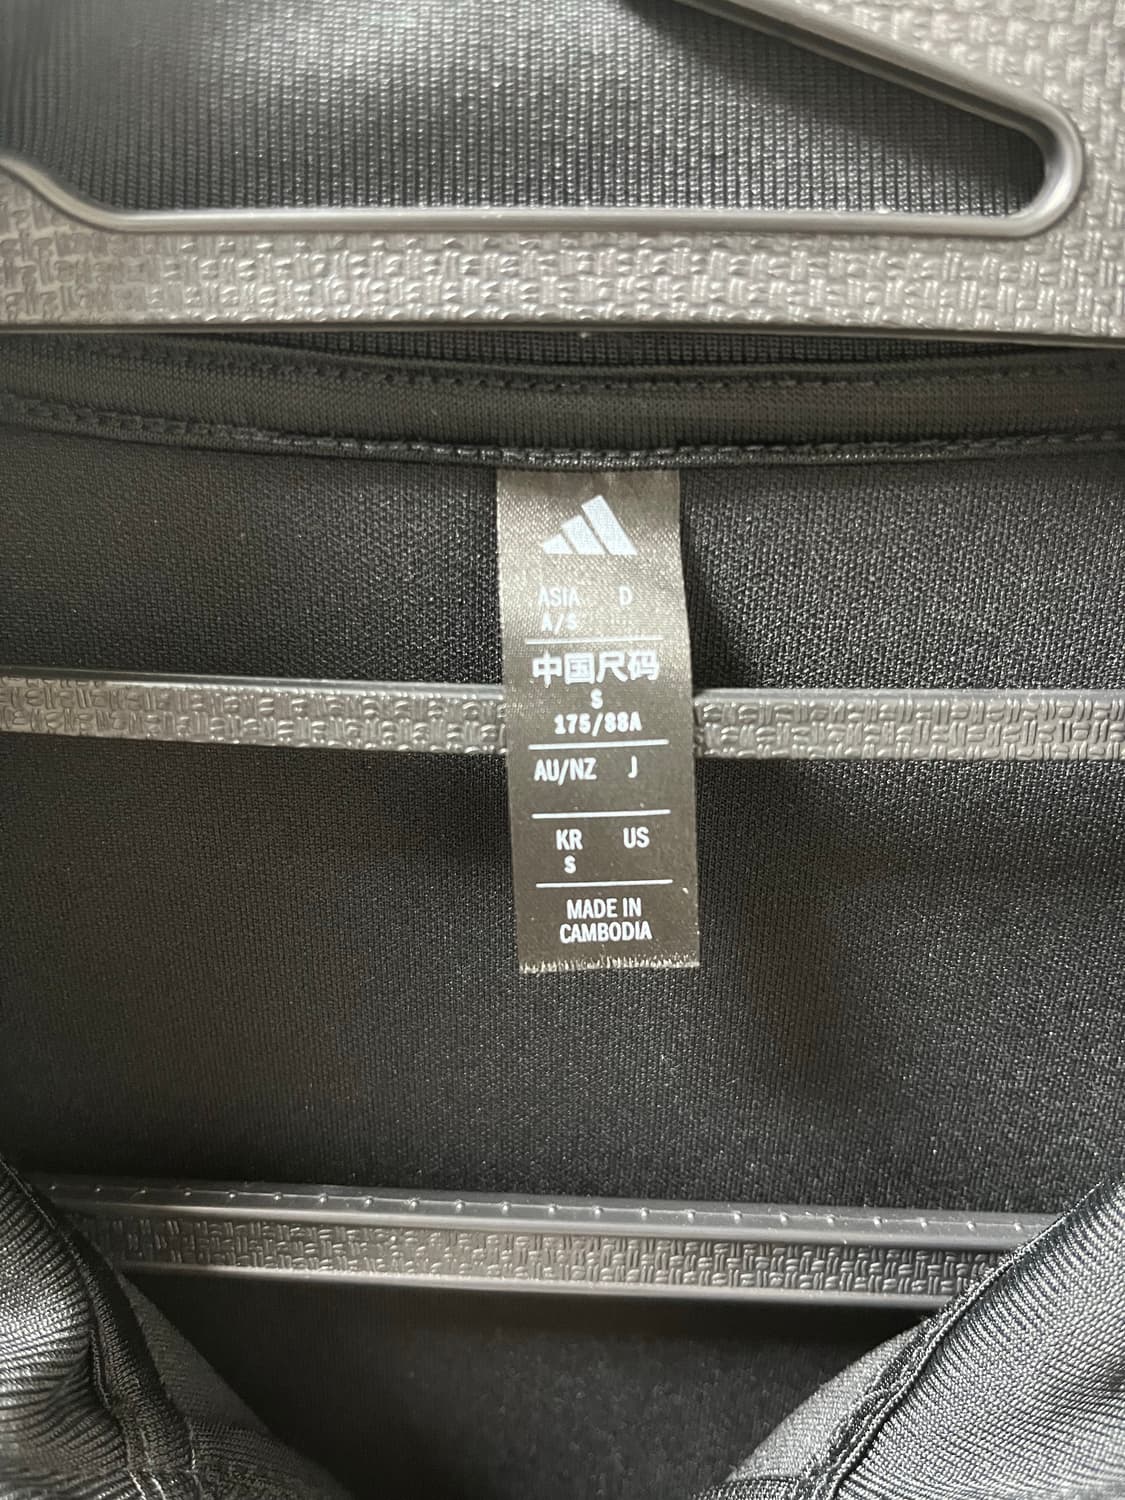 ASIA D
A/S
中国尺码
S
175/88A
AU/NZ J
KR US
S
MADE IN
CAMBODIA